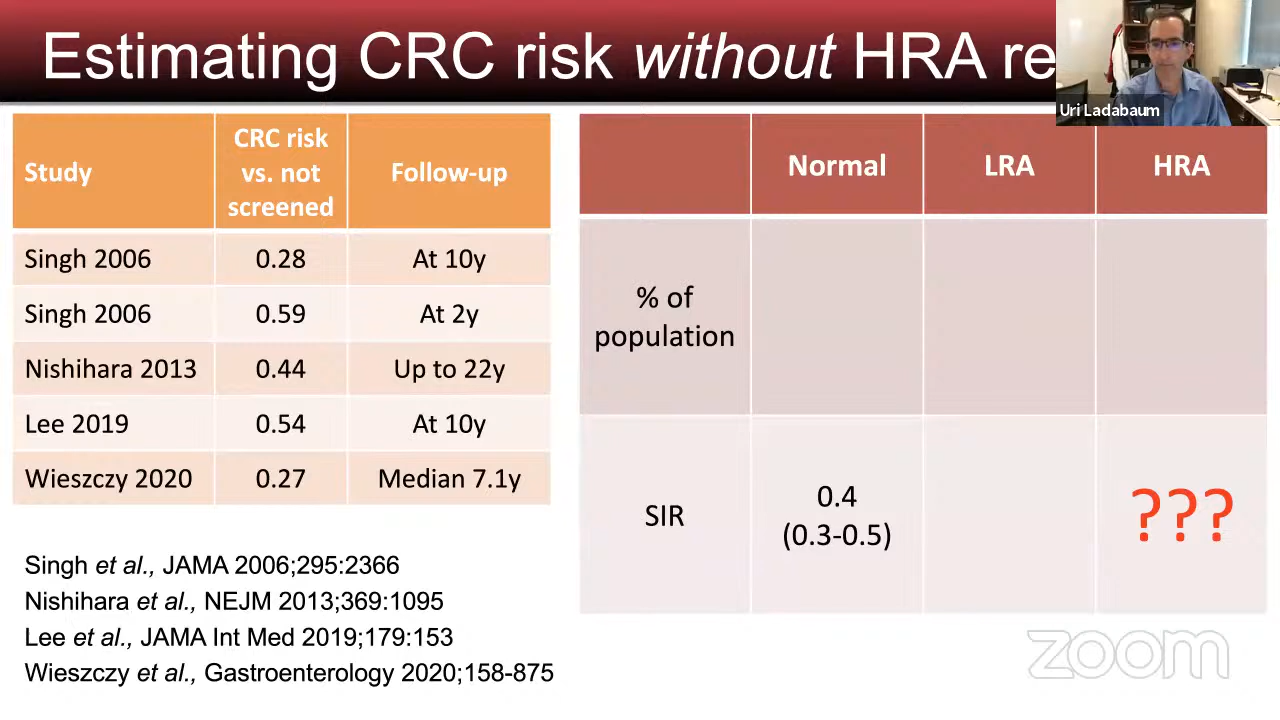 Estimating CRC risk without HRA re
Uri Ladabaum
Study
CRC risk
vs. not
screened
Follow-up
Singh 2006
0.28
At 10y
Singh 2006
0.59
At 2y
Nishihara 2013
0.44
Up to 22y
Lee 2019
0.54
At 10y
Wieszczy 2020
0.27
Median 7.1y
Singh et al., JAMA 2006;295:2366
Nishihara et al., NEJM 2013;369:1095
Lee et al., JAMA Int Med 2019;179:153
Wieszczy et al., Gastroenterology 2020;158-875
Normal
LRA
HRA
% of
population
SIR
0.4
(0.3-0.5)
???
zoom